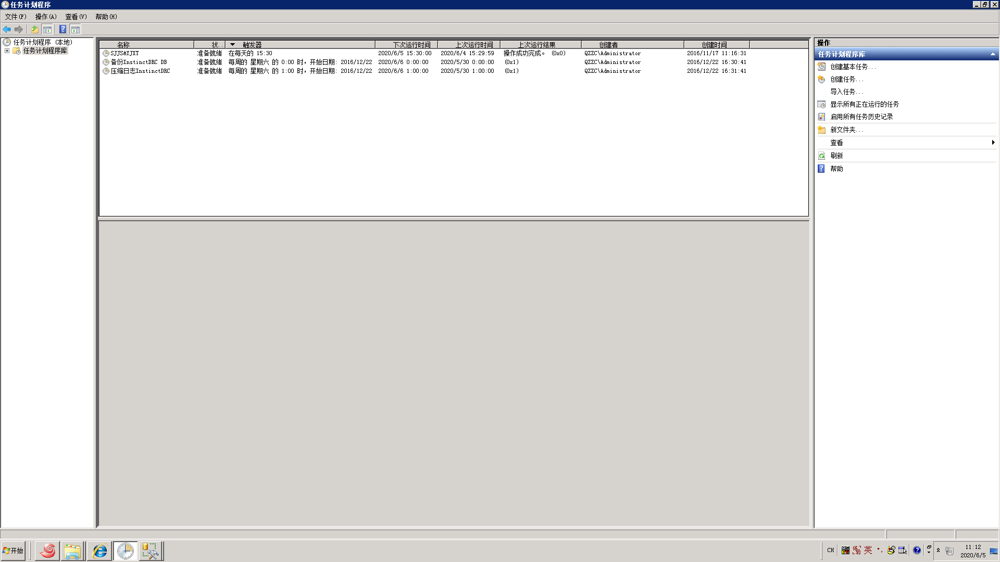 任务计划程序
文件(F) 操作(A) 查看(V) 帮助(H)
任务计划程序 (本地)
任务计划程序库
名称 状.. 触发器 下次运行时间 上次运行时间 上次运行结果 创建者 创建时间
SJJS&YJXT 准备就绪 在每天的 15:30 2020/6/5 15:30:00 2020/6/4 15:29:59 操作成功完成。 (0x0) QZZC\Administrator 2016/11/17 11:16:31
备份InstinctDRC DB 准备就绪 每周的 星期六 的 0:00 时，开始日期: 2016/12/22 2020/6/6 0:00:00 2020/5/30 0:00:00 (0x1) QZZC\Administrator 2016/12/22 16:30:41
压缩日志InstinctDRC 准备就绪 每周的 星期六 的 1:00 时，开始日期: 2016/12/22 2020/6/6 1:00:00 2020/5/30 1:00:00 (0x1) QZZC\Administrator 2016/12/22 16:31:41
操作
任务计划程序库
创建基本任务...
创建任务...
导入任务...
显示所有正在运行的任务
启用所有任务历史记录
新文件夹...
查看
刷新
帮助
开始
CH
英
11:12
2020/6/5